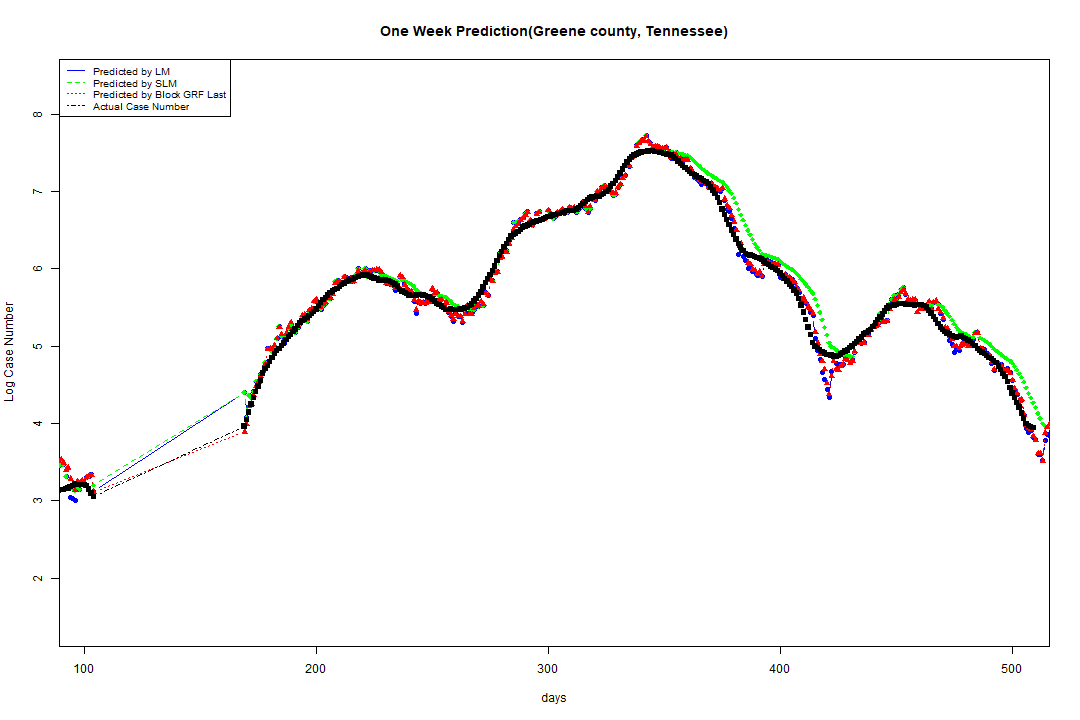 One Week Prediction(Greene county, Tennessee)
Predicted by LM
Predicted by SLM
Predicted by Block GRF Last
Actual Case Number
8
7
6
5
4
3
2
Log Case Number
100 200 300 400 500
days